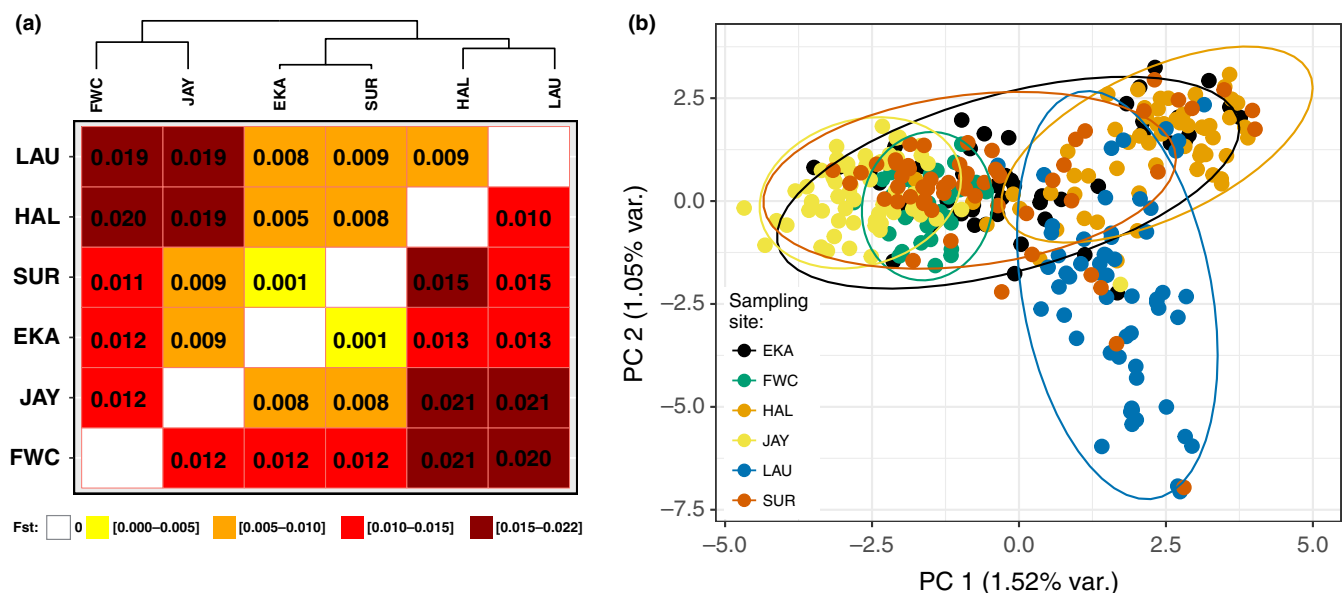 (a)
FWC JAY EKA SUR HAL LAU
LAU 0.019 0.019 0.008 0.009 0.009
HAL 0.020 0.019 0.005 0.008 0.010
SUR 0.011 0.009 0.001 0.015 0.015
EKA 0.012 0.009 0.001 0.013 0.013
JAY 0.012 0.008 0.008 0.021 0.021
FWC 0.012 0.012 0.012 0.021 0.020
Fst: 0 [0.000–0.005] [0.005–0.010] [0.010–0.015] [0.015–0.022]
(b)
PC 2 (1.05% var.)
2.5
0.0
−2.5
−5.0
−7.5
Sampling
site:
EKA
FWC
HAL
JAY
LAU
SUR
−5.0 −2.5 0.0 2.5 5.0
PC 1 (1.52% var.)